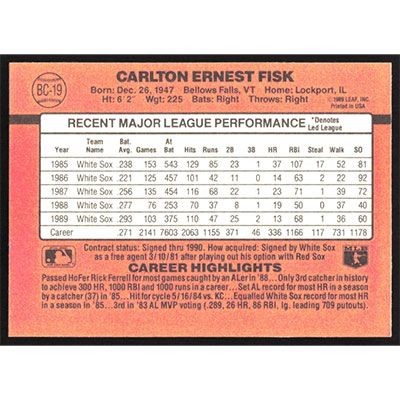 BC-19
CARLTON ERNEST FISK
Born: Dec. 26, 1947 Bellows Falls, VT Home: Lockport, IL
Ht: 6' 2" Wgt: 225 Bats: Right Throws: Right
© 1989 LEAF, INC.
Printed in USA
RECENT MAJOR LEAGUE PERFORMANCE *Denotes Led League
Year Team Name Bat. Avg. Games At Bat Hits Runs 2B 3B HR RBI Steal Walk SO
1985 White Sox .238 153 543 129 85 23 1 37 107 17 52 81
1986 White Sox .221 125 457 101 42 11 0 14 63 2 22 92
1987 White Sox .256 135 454 116 68 22 1 23 71 1 39 72
1988 White Sox .277 76 253 70 37 8 1 19 50 0 37 40
1989 White Sox .293 103 375 110 47 25 2 13 68 1 36 60
Career .271 2141 7603 2063 1155 371 46 336 1166 117 731 1178
Contract status: Signed thru 1990. How acquired: Signed by White Sox
as a free agent 3/10/81 after playing out his option with Red Sox
MLB
CAREER HIGHLIGHTS
Passed HoFer Rick Ferrell for most games caught by an ALer in '88... Only 3rd catcher in history
to achieve 300 HR, 1000 RBI and 1000 runs in a career... Set AL record for most HR in a season
by a catcher (37) in '85... Hit for cycle 5/16/84 vs. KC... Equalled White Sox record for most HR
in a season in '85... 3rd in '83 AL MVP voting (.289, 26 HR, 86 RBI, lg. leading 709 putouts).